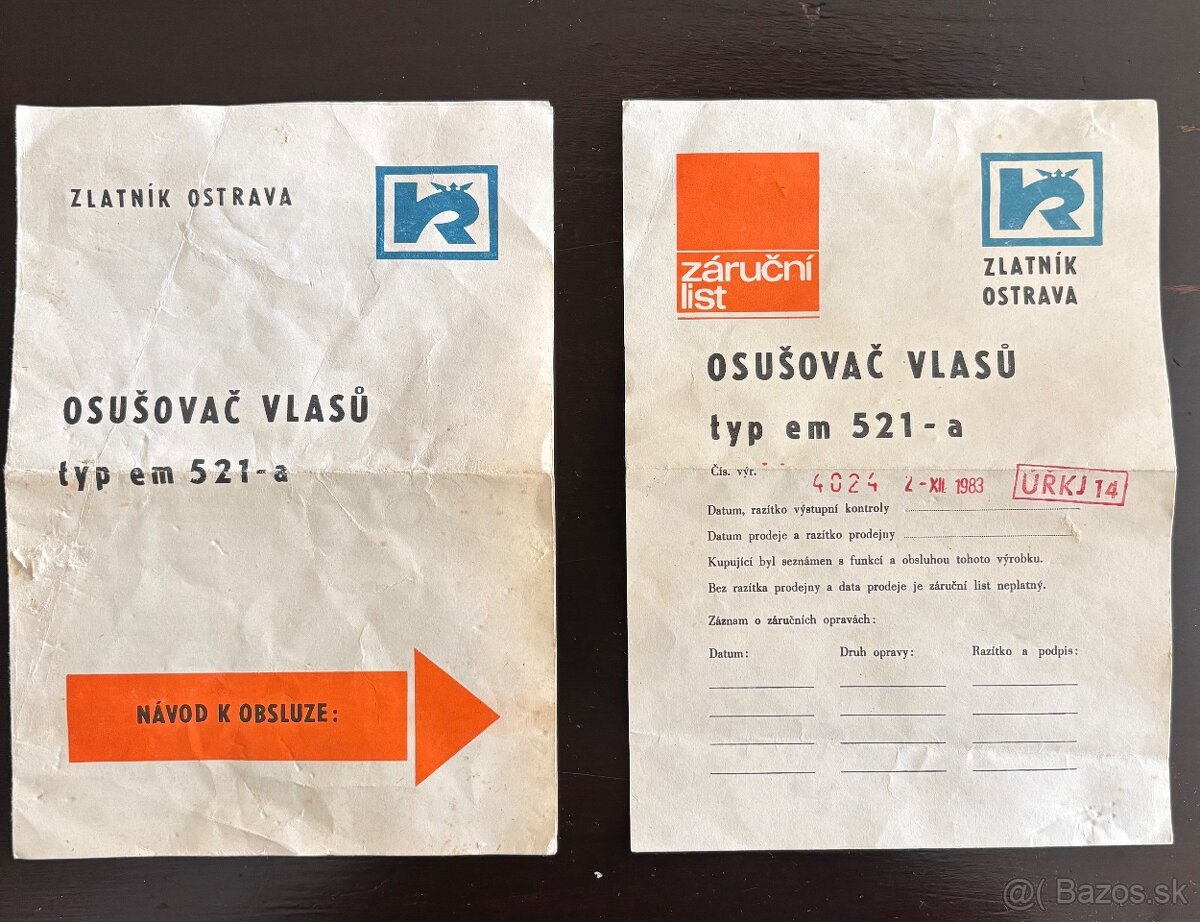 ZLATNÍK OSTRAVA
OSUŠOVAČ VLASŮ
typ em 521-a
NÁVOD K OBSLUZE:
záruční
list
ZLATNÍK
OSTRAVA
OSUŠOVAČ VLASŮ
typ em 521-a
Čís. výr.
4024 2-XII 1983 ÚŘKJ 14
Datum, razítko výstupní kontroly
Datum prodeje a razítko prodejny
Kupující byl seznámen s funkcí a obsluhou tohoto výrobku.
Bez razítka prodejny a data prodeje je záruční list neplatný.
Záznam o záručních opravách:
Datum: Druh opravy: Razítko a podpis:
@( Bazos.sk